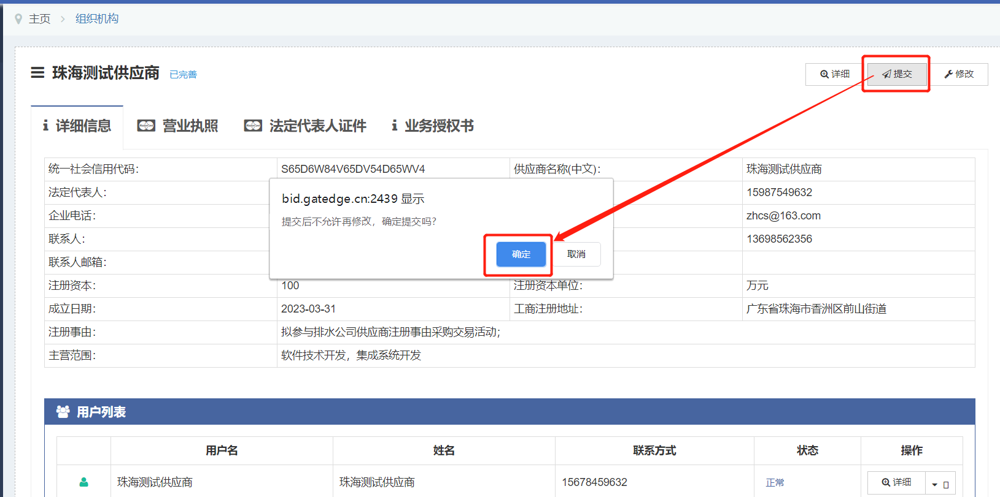 主页 > 组织机构
珠海测试供应商 已完善
详细 提交 修改
详细信息 营业执照 法定代表人证件 业务授权书
统一社会信用代码： S65D6W84V65DV54D65WV4 供应商名称(中文)： 珠海测试供应商
法定代表人： 15987549632
bid.gatedge.cn:2439 显示
企业电话： zhcs@163.com
提交后不允许再修改，确定提交吗？
联系人： 13698562356
确定 取消
联系人邮箱：
注册资本： 100 注册资本单位： 万元
成立日期： 2023-03-31 工商注册地址： 广东省珠海市香洲区前山街道
注册事由： 拟参与排水公司供应商注册事由采购交易活动；
主营范围： 软件技术开发，集成系统开发
用户列表
用户名 姓名 联系方式 状态 操作
珠海测试供应商 珠海测试供应商 15678459632 正常 详细